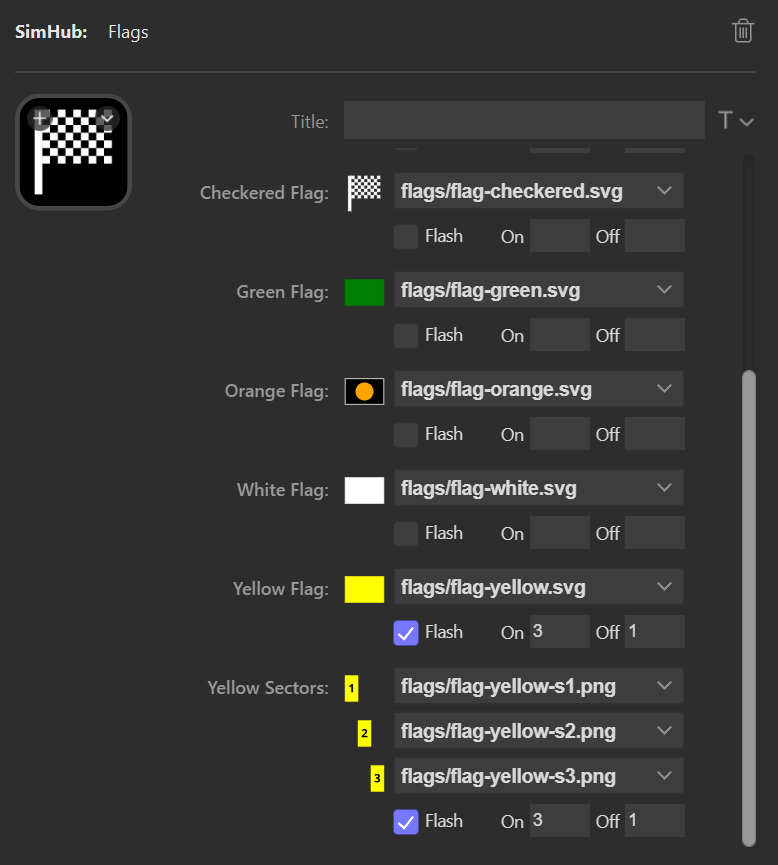 SimHub: Flags
Title:
T
Checkered Flag: flags/flag-checkered.svg
Flash On Off
Green Flag: flags/flag-green.svg
Flash On Off
Orange Flag: flags/flag-orange.svg
Flash On Off
White Flag: flags/flag-white.svg
Flash On Off
Yellow Flag: flags/flag-yellow.svg
Flash On 3 Off 1
Yellow Sectors: 1 flags/flag-yellow-s1.png
2 flags/flag-yellow-s2.png
3 flags/flag-yellow-s3.png
Flash On 3 Off 1